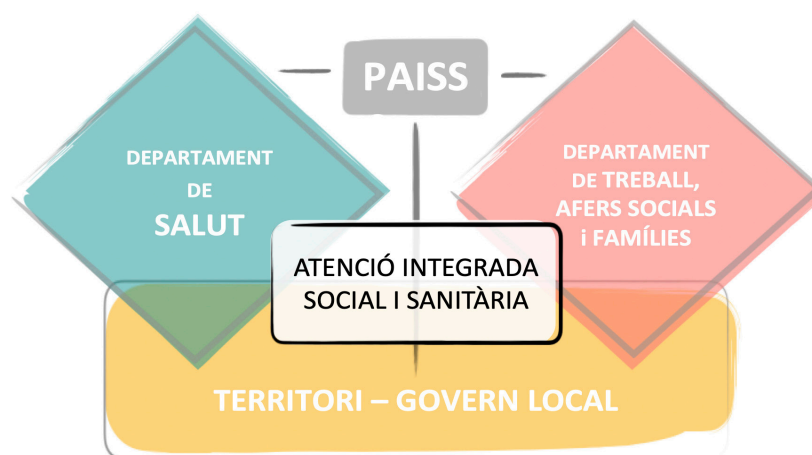 PAISS
DEPARTAMENT
DE
SALUT
DEPARTAMENT
DE TREBALL,
AFERS SOCIALS
i FAMÍLIES
ATENCIÓ INTEGRADA
SOCIAL I SANITÀRIA
TERRITORI – GOVERN LOCAL